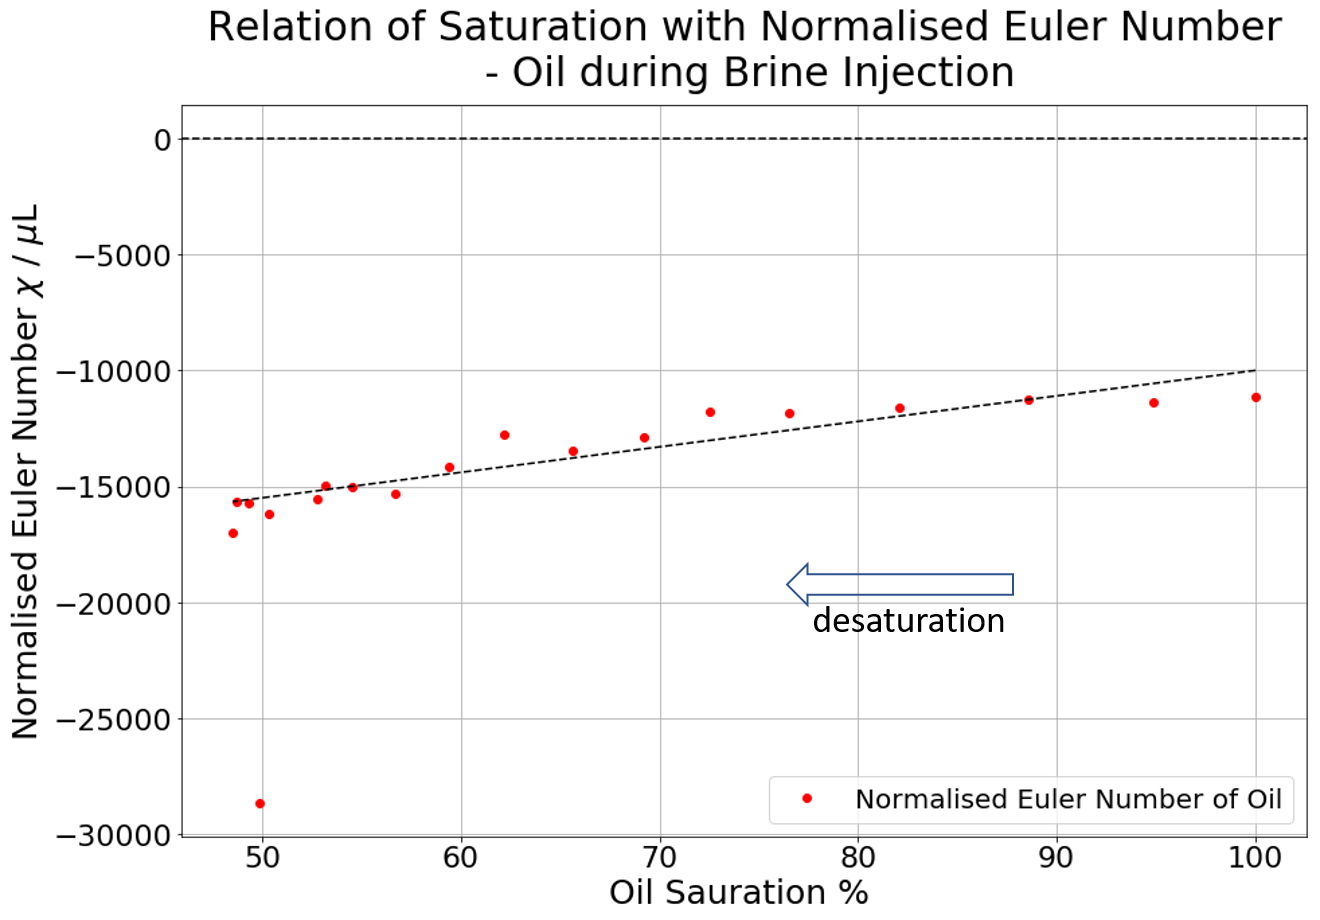 Relation of Saturation with Normalised Euler Number
- Oil during Brine Injection
Normalised Euler Number χ / μL
0
−5000
−10000
−15000
−20000
−25000
−30000
desaturation
Normalised Euler Number of Oil
50 60 70 80 90 100
Oil Sauration %